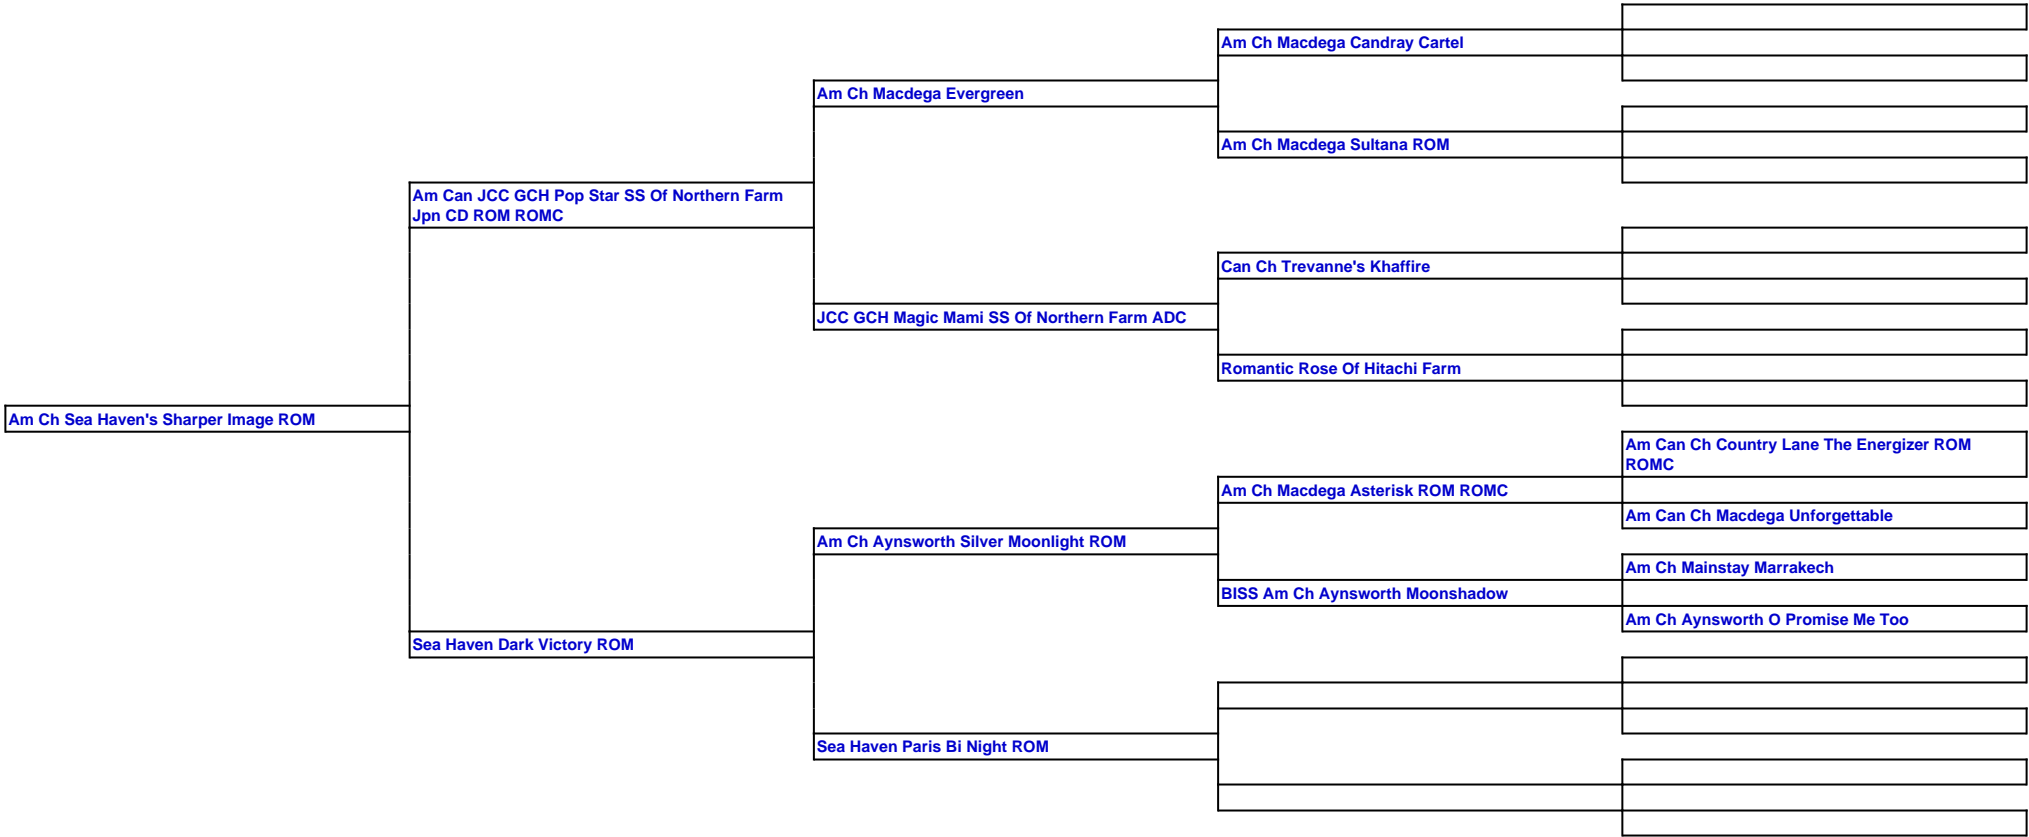 Am Ch Macdega Candray Cartel
Am Ch Macdega Evergreen
Am Ch Macdega Sultana ROM
Am Can JCC GCH Pop Star SS Of Northern Farm
Jpn CD ROM ROMC
Can Ch Trevanne's Khaffire
JCC GCH Magic Mami SS Of Northern Farm ADC
Romantic Rose Of Hitachi Farm
Am Ch Sea Haven's Sharper Image ROM
Am Can Ch Country Lane The Energizer ROM
ROMC
Am Ch Macdega Asterisk ROM ROMC
Am Can Ch Macdega Unforgettable
Am Ch Aynsworth Silver Moonlight ROM
Am Ch Mainstay Marrakech
BISS Am Ch Aynsworth Moonshadow
Am Ch Aynsworth O Promise Me Too
Sea Haven Dark Victory ROM
Sea Haven Paris Bi Night ROM